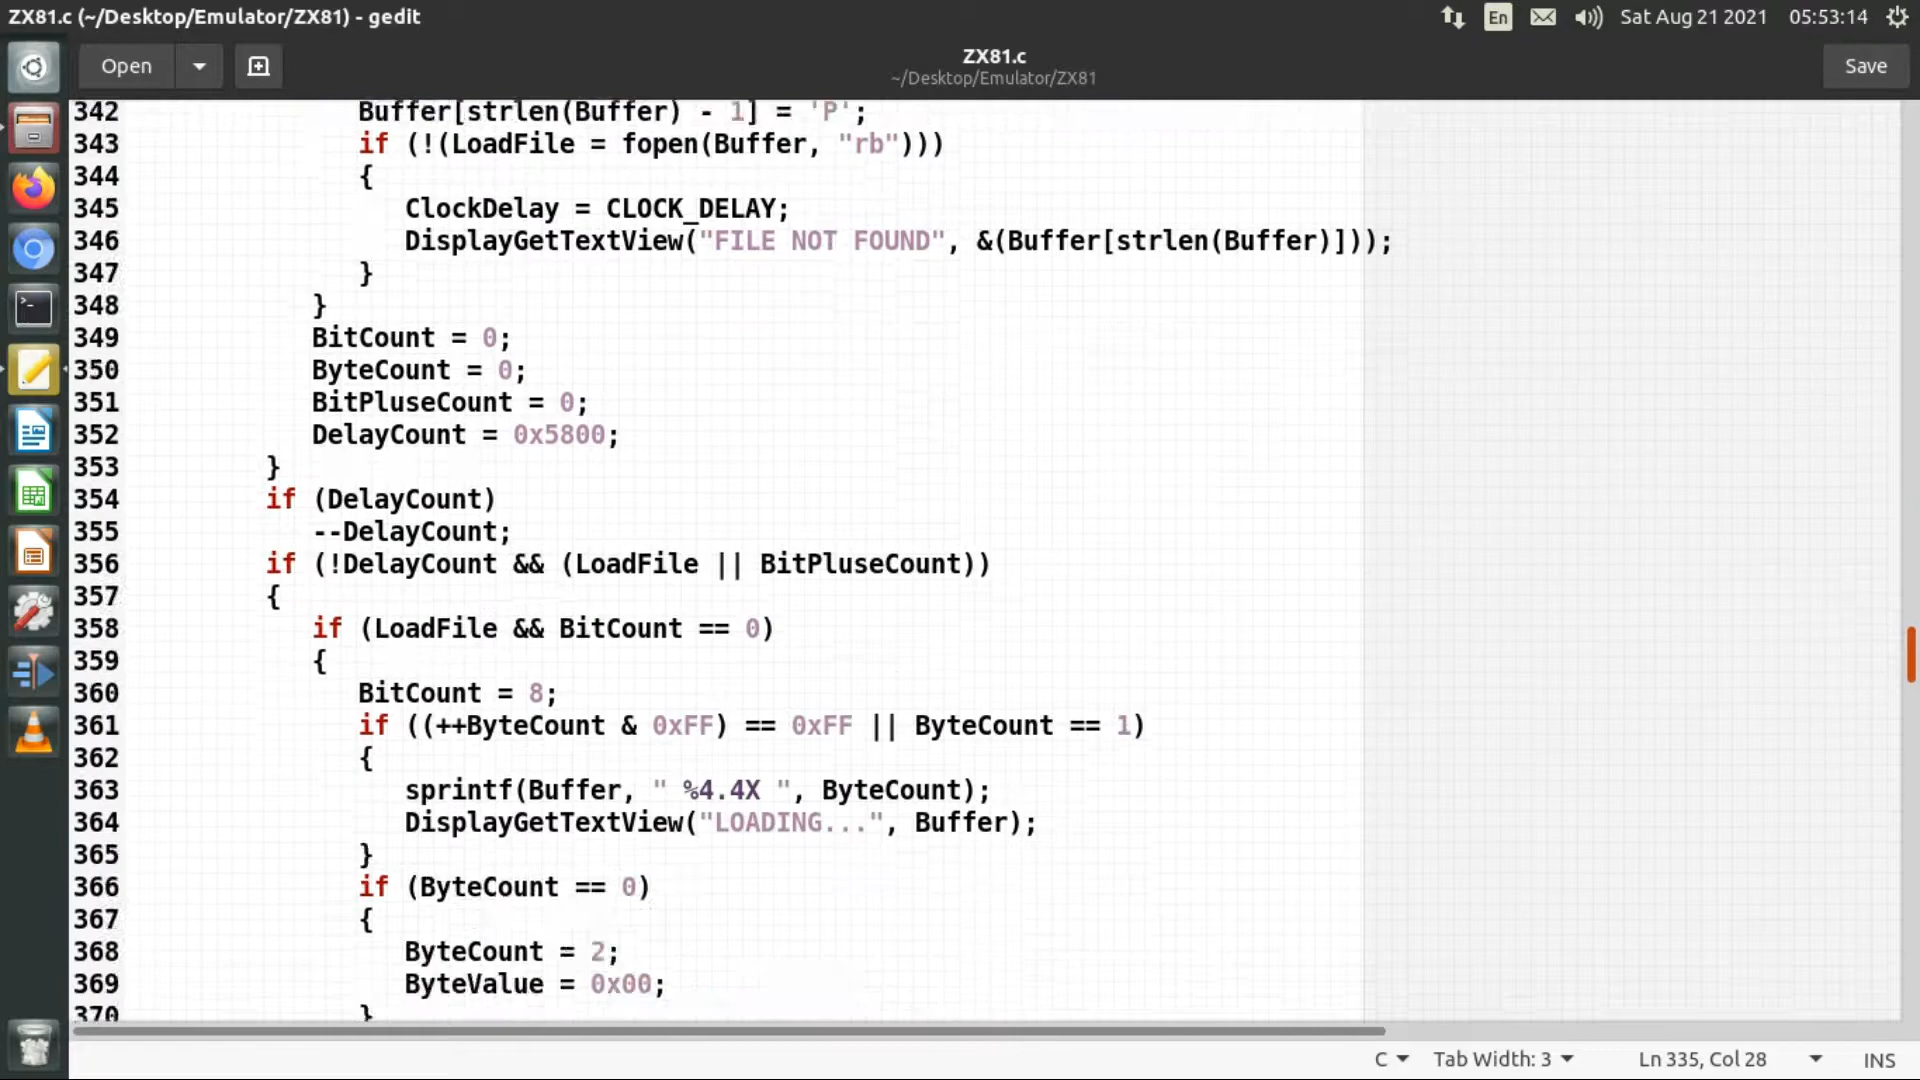 ZX81.c (~/Desktop/Emulator/ZX81) - gedit
En Sat Aug 21 2021 05:53:14
Open
ZX81.c
~/Desktop/Emulator/ZX81
Save
342 Buffer[strlen(Buffer) - 1] = 'P';
343 if (!(LoadFile = fopen(Buffer, "rb")))
344 {
345 ClockDelay = CLOCK_DELAY;
346 DisplayGetTextView("FILE NOT FOUND", &(Buffer[strlen(Buffer)]));
347 }
348 }
349 BitCount = 0;
350 ByteCount = 0;
351 BitPluseCount = 0;
352 DelayCount = 0x5800;
353 }
354 if (DelayCount)
355 --DelayCount;
356 if (!DelayCount && (LoadFile || BitPluseCount))
357 {
358 if (LoadFile && BitCount == 0)
359 {
360 BitCount = 8;
361 if ((++ByteCount & 0xFF) == 0xFF || ByteCount == 1)
362 {
363 sprintf(Buffer, " %4.4X ", ByteCount);
364 DisplayGetTextView("LOADING...", Buffer);
365 }
366 if (ByteCount == 0)
367 {
368 ByteCount = 2;
369 ByteValue = 0x00;
370 }
C Tab Width: 3 Ln 335, Col 28 INS